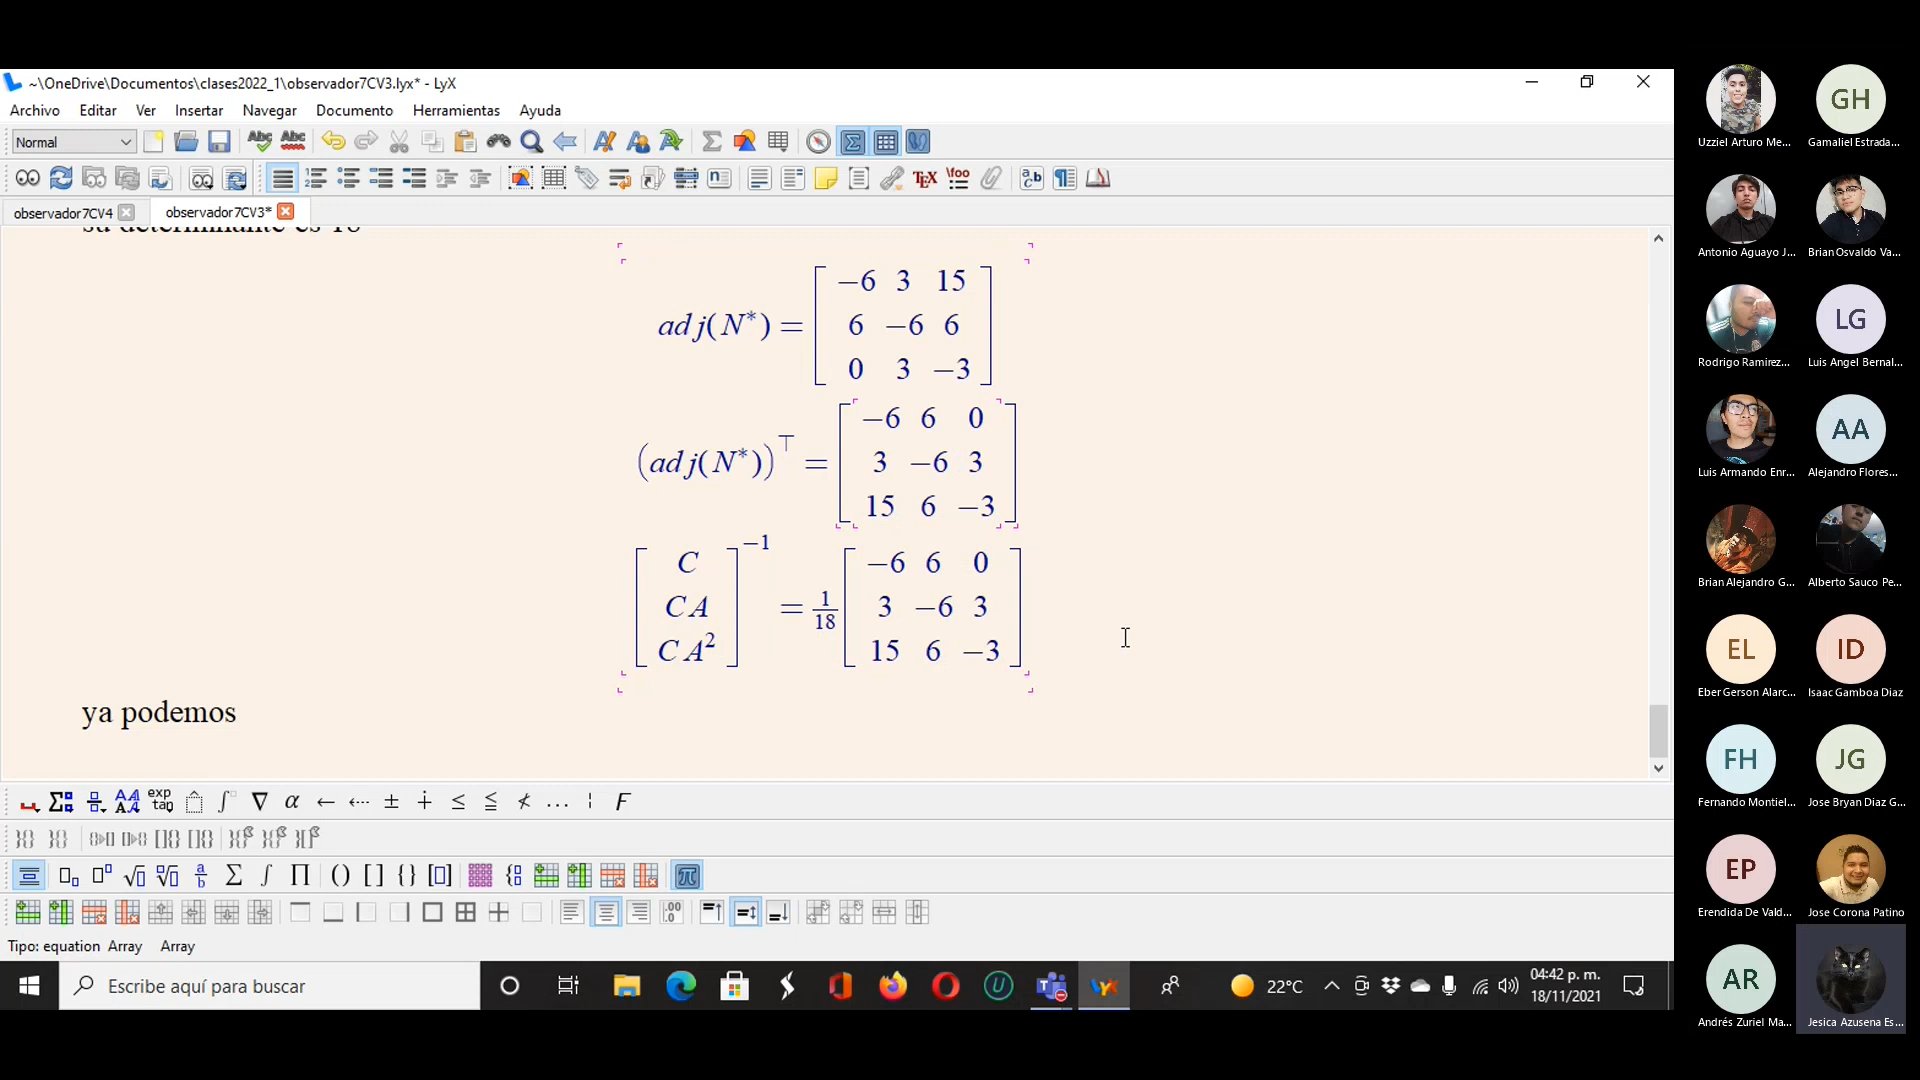 ~\OneDrive\Documentos\clases2022_1\observador7CV3.lyx* - LyX
Archivo Editar Ver Insertar Navegar Documento Herramientas Ayuda
Normal
observador7CV4 observador7CV3*
su determinante es 18
adj(N*) = [ −6 3 15
6 −6 6
0 3 −3 ]
(adj(N*))⊤ = [ −6 6 0
3 −6 3
15 6 −3 ]
[ C
CA
CA² ]⁻¹ = 1/18 [ −6 6 0
3 −6 3
15 6 −3 ]
ya podemos
Tipo: equation Array Array
Escribe aquí para buscar
22°C
04:42 p. m.
18/11/2021
Uzziel Arturo Me...
GH
Gamaliel Estrada...
Antonio Aguayo J...
Brian Osvaldo Va...
Rodrigo Ramirez...
LG
Luis Angel Bernal...
Luis Armando Enr...
AA
Alejandro Flores...
Brian Alejandro G...
Alberto Sauco Pe...
EL
Eber Gerson Alarc...
ID
Isaac Gamboa Diaz
FH
Fernando Montiel...
JG
Jose Bryan Diaz G...
EP
Erendida De Vald...
Jose Corona Patino
AR
Andrés Zuriel Ma...
Jesica Azusena Es...